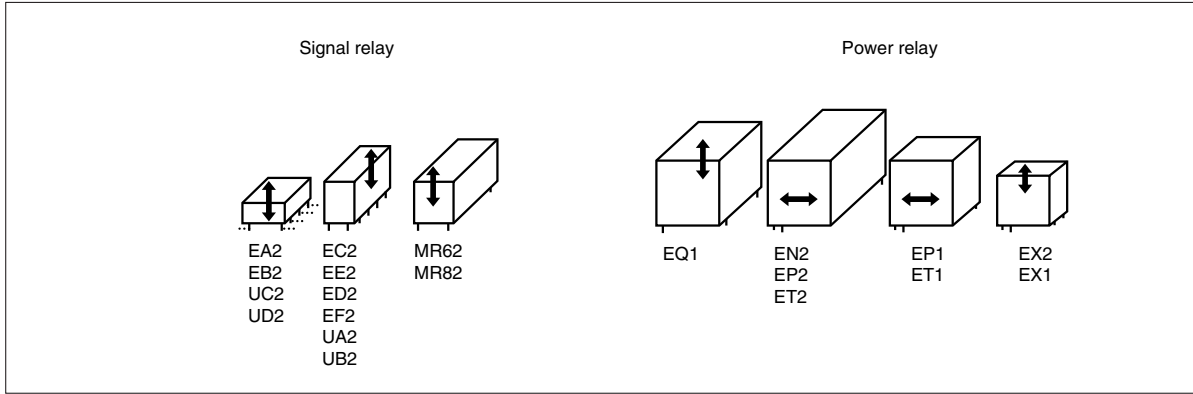 Signal relay
Power relay
EA2
EB2
UC2
UD2
EC2
EE2
ED2
EF2
UA2
UB2
MR62
MR82
EQ1
EN2
EP2
ET2
EP1
ET1
EX2
EX1